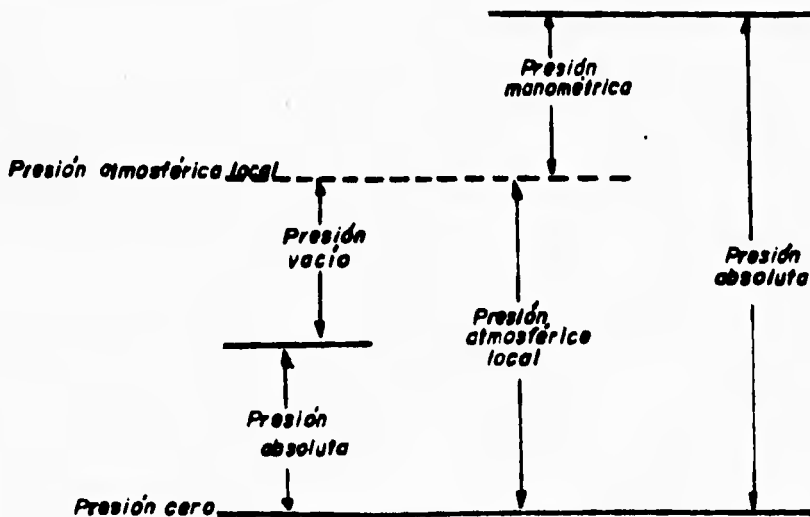 Presión
manométrica
Presión atmosférica local
Presión
vacío
Presión
absoluta
Presión
atmosférica
local
Presión
absoluta
Presión cero